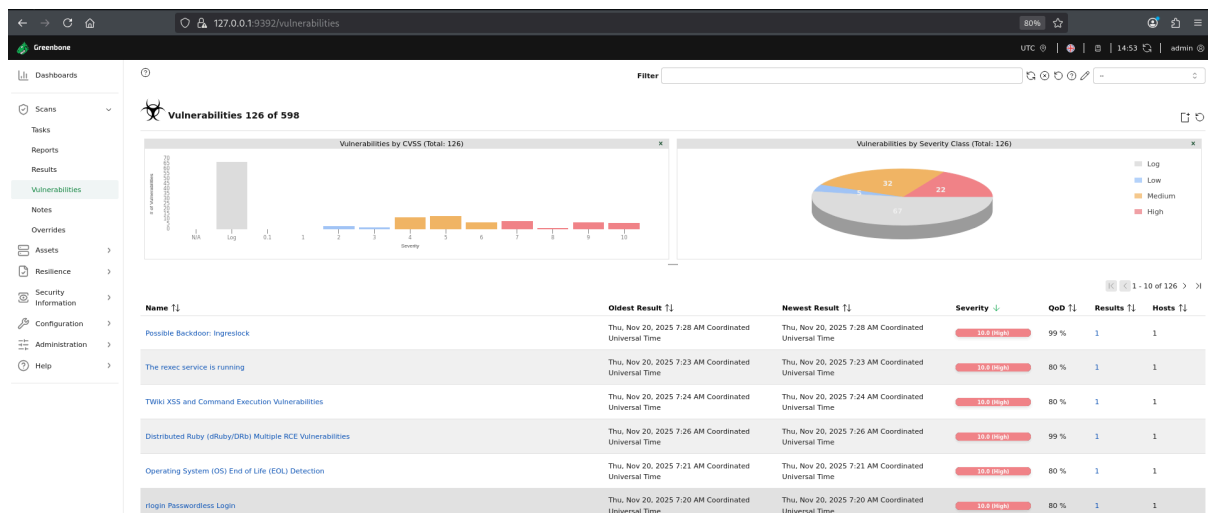 127.0.0.1:9392/vulnerabilities
80%
Greenbone
UTC
14:53
admin
Dashboards
Scans
Tasks
Reports
Results
Vulnerabilities
Notes
Overrides
Assets
Resilience
Security
Information
Configuration
Administration
Help
Filter
--
Vulnerabilities 126 of 598
Vulnerabilities by CVSS (Total: 126)
x
N/A Log 0.1 1 2 3 4 5 6 7 8 9 10
Severity
Vulnerabilities by Severity Class (Total: 126)
x
32
22
5
67
Log
Low
Medium
High
1 - 10 of 126
Name Oldest Result Newest Result Severity QoD Results Hosts
Possible Backdoor: Ingreslock Thu, Nov 20, 2025 7:28 AM Coordinated Universal Time Thu, Nov 20, 2025 7:28 AM Coordinated Universal Time 10.0 (High) 99 % 1 1
The rexec service is running Thu, Nov 20, 2025 7:23 AM Coordinated Universal Time Thu, Nov 20, 2025 7:23 AM Coordinated Universal Time 10.0 (High) 80 % 1 1
TWiki XSS and Command Execution Vulnerabilities Thu, Nov 20, 2025 7:24 AM Coordinated Universal Time Thu, Nov 20, 2025 7:24 AM Coordinated Universal Time 10.0 (High) 80 % 1 1
Distributed Ruby (dRuby/DRb) Multiple RCE Vulnerabilities Thu, Nov 20, 2025 7:26 AM Coordinated Universal Time Thu, Nov 20, 2025 7:26 AM Coordinated Universal Time 10.0 (High) 99 % 1 1
Operating System (OS) End of Life (EOL) Detection Thu, Nov 20, 2025 7:21 AM Coordinated Universal Time Thu, Nov 20, 2025 7:21 AM Coordinated Universal Time 10.0 (High) 80 % 1 1
rlogin Passwordless Login Thu, Nov 20, 2025 7:20 AM Coordinated Universal Time Thu, Nov 20, 2025 7:20 AM Coordinated Universal Time 10.0 (High) 80 % 1 1